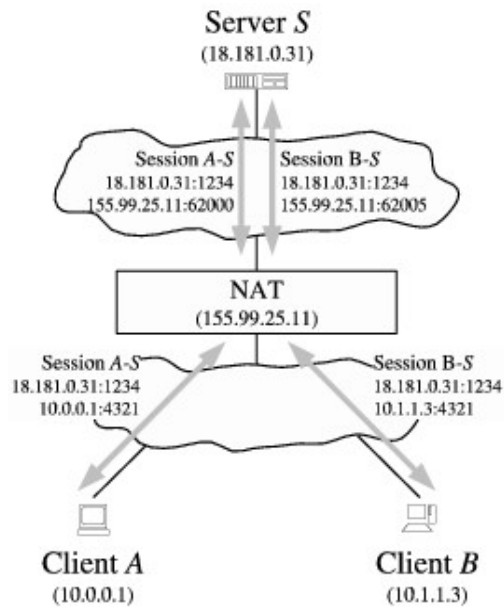 Server S
(18.181.0.31)
Session A-S
18.181.0.31:1234
155.99.25.11:62000
Session B-S
18.181.0.31:1234
155.99.25.11:62005
NAT
(155.99.25.11)
Session A-S
18.181.0.31:1234
10.0.0.1:4321
Session B-S
18.181.0.31:1234
10.1.1.3:4321
Client A
(10.0.0.1)
Client B
(10.1.1.3)